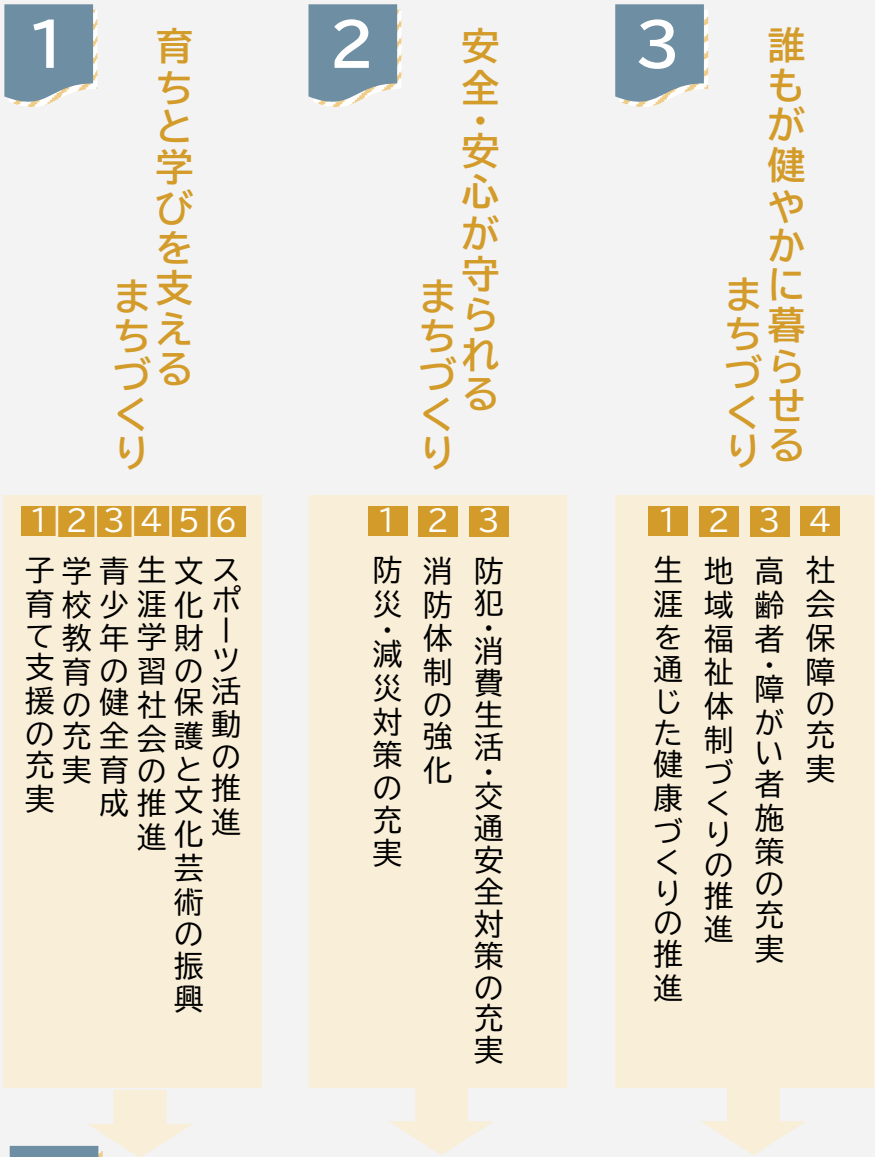 1
育ちと学びを支える
まちづくり
1
子育て支援の充実
2
学校教育の充実
3
青少年の健全育成
4
生涯学習社会の推進
5
文化財の保護と文化芸術の振興
6
スポーツ活動の推進
2
安全・安心が守られる
まちづくり
1
防災・減災対策の充実
2
消防体制の強化
3
防犯・消費生活・交通安全対策の充実
3
誰もが健やかに暮らせる
まちづくり
1
生涯を通じた健康づくりの推進
2
地域福祉体制づくりの推進
3
高齢者・障がい者施策の充実
4
社会保障の充実